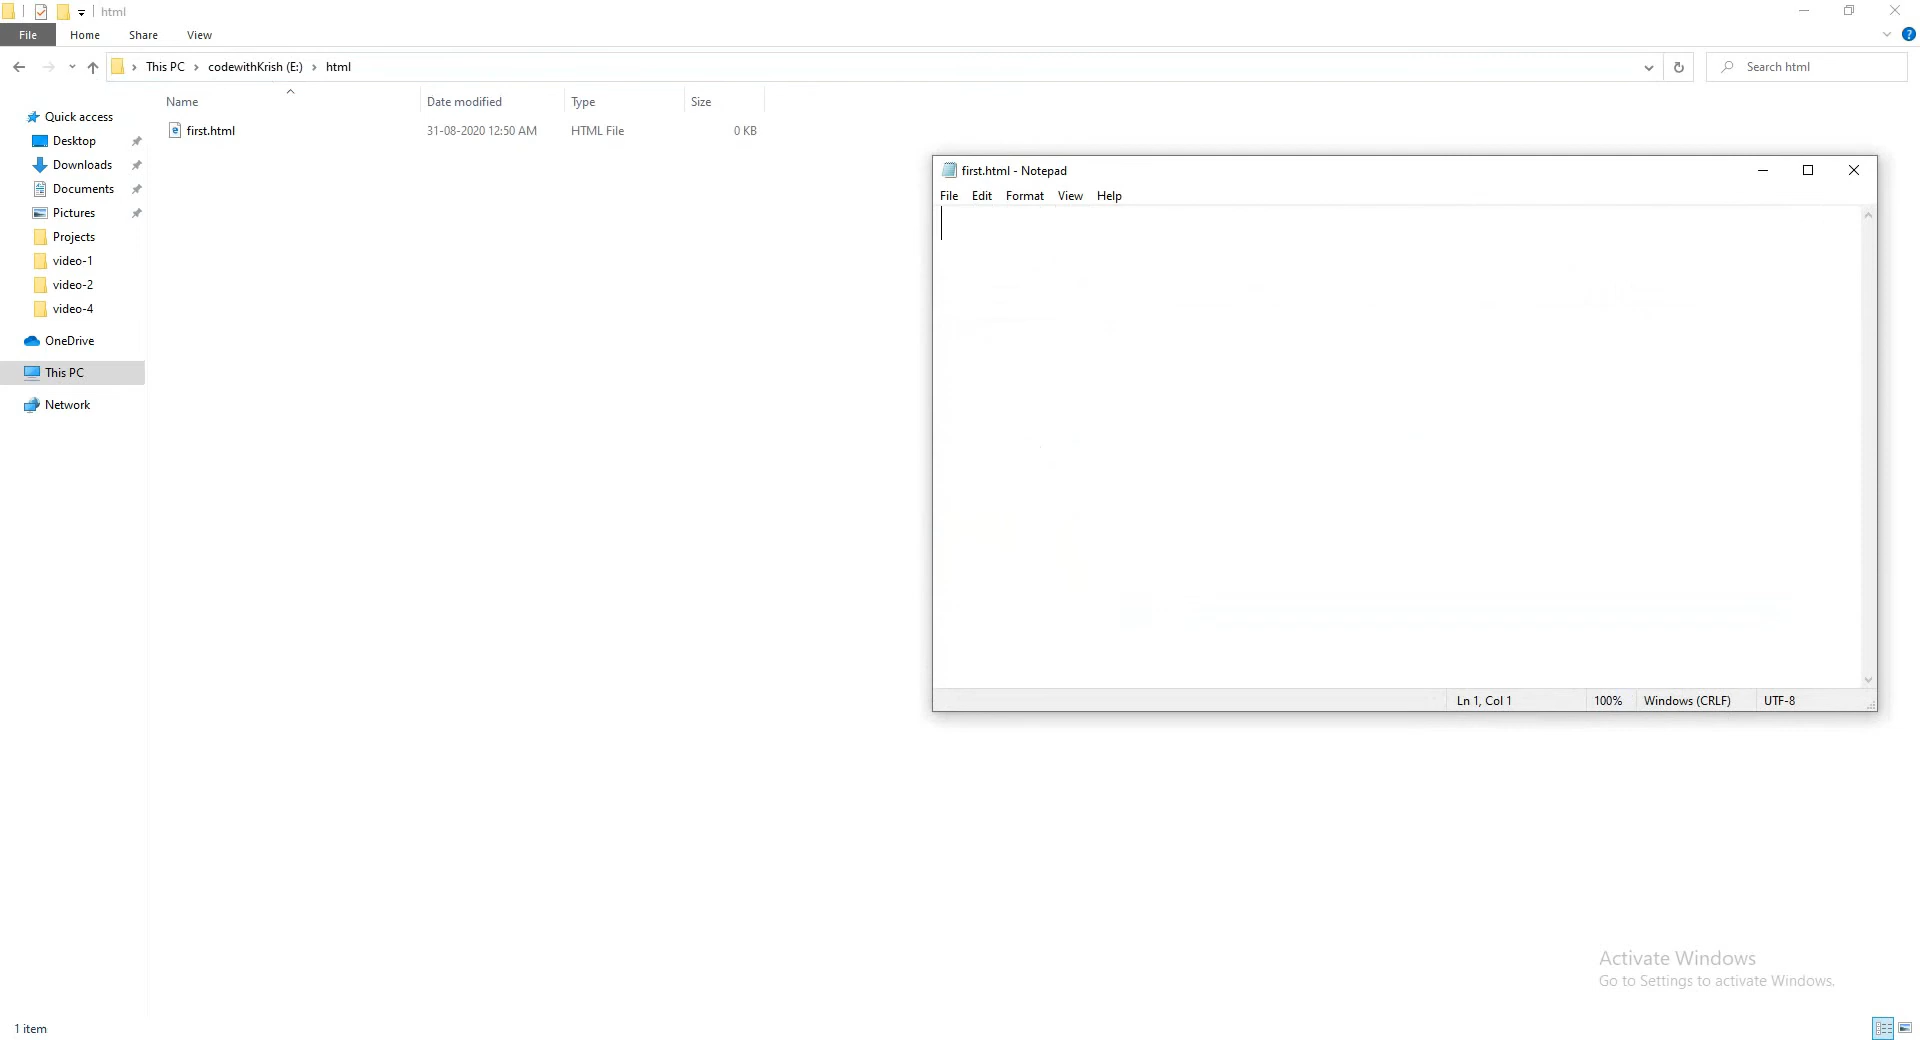 html
File Home Share View
This PC > codewithKrish (E:) > html
Search html
Name Date modified Type Size
first.html 31-08-2020 12:50 AM HTML File 0 KB
Quick access
Desktop
Downloads
Documents
Pictures
Projects
video-1
video-2
video-4
OneDrive
This PC
Network
first.html - Notepad
File Edit Format View Help
Ln 1, Col 1 100% Windows (CRLF) UTF-8
Activate Windows
Go to Settings to activate Windows.
1 item